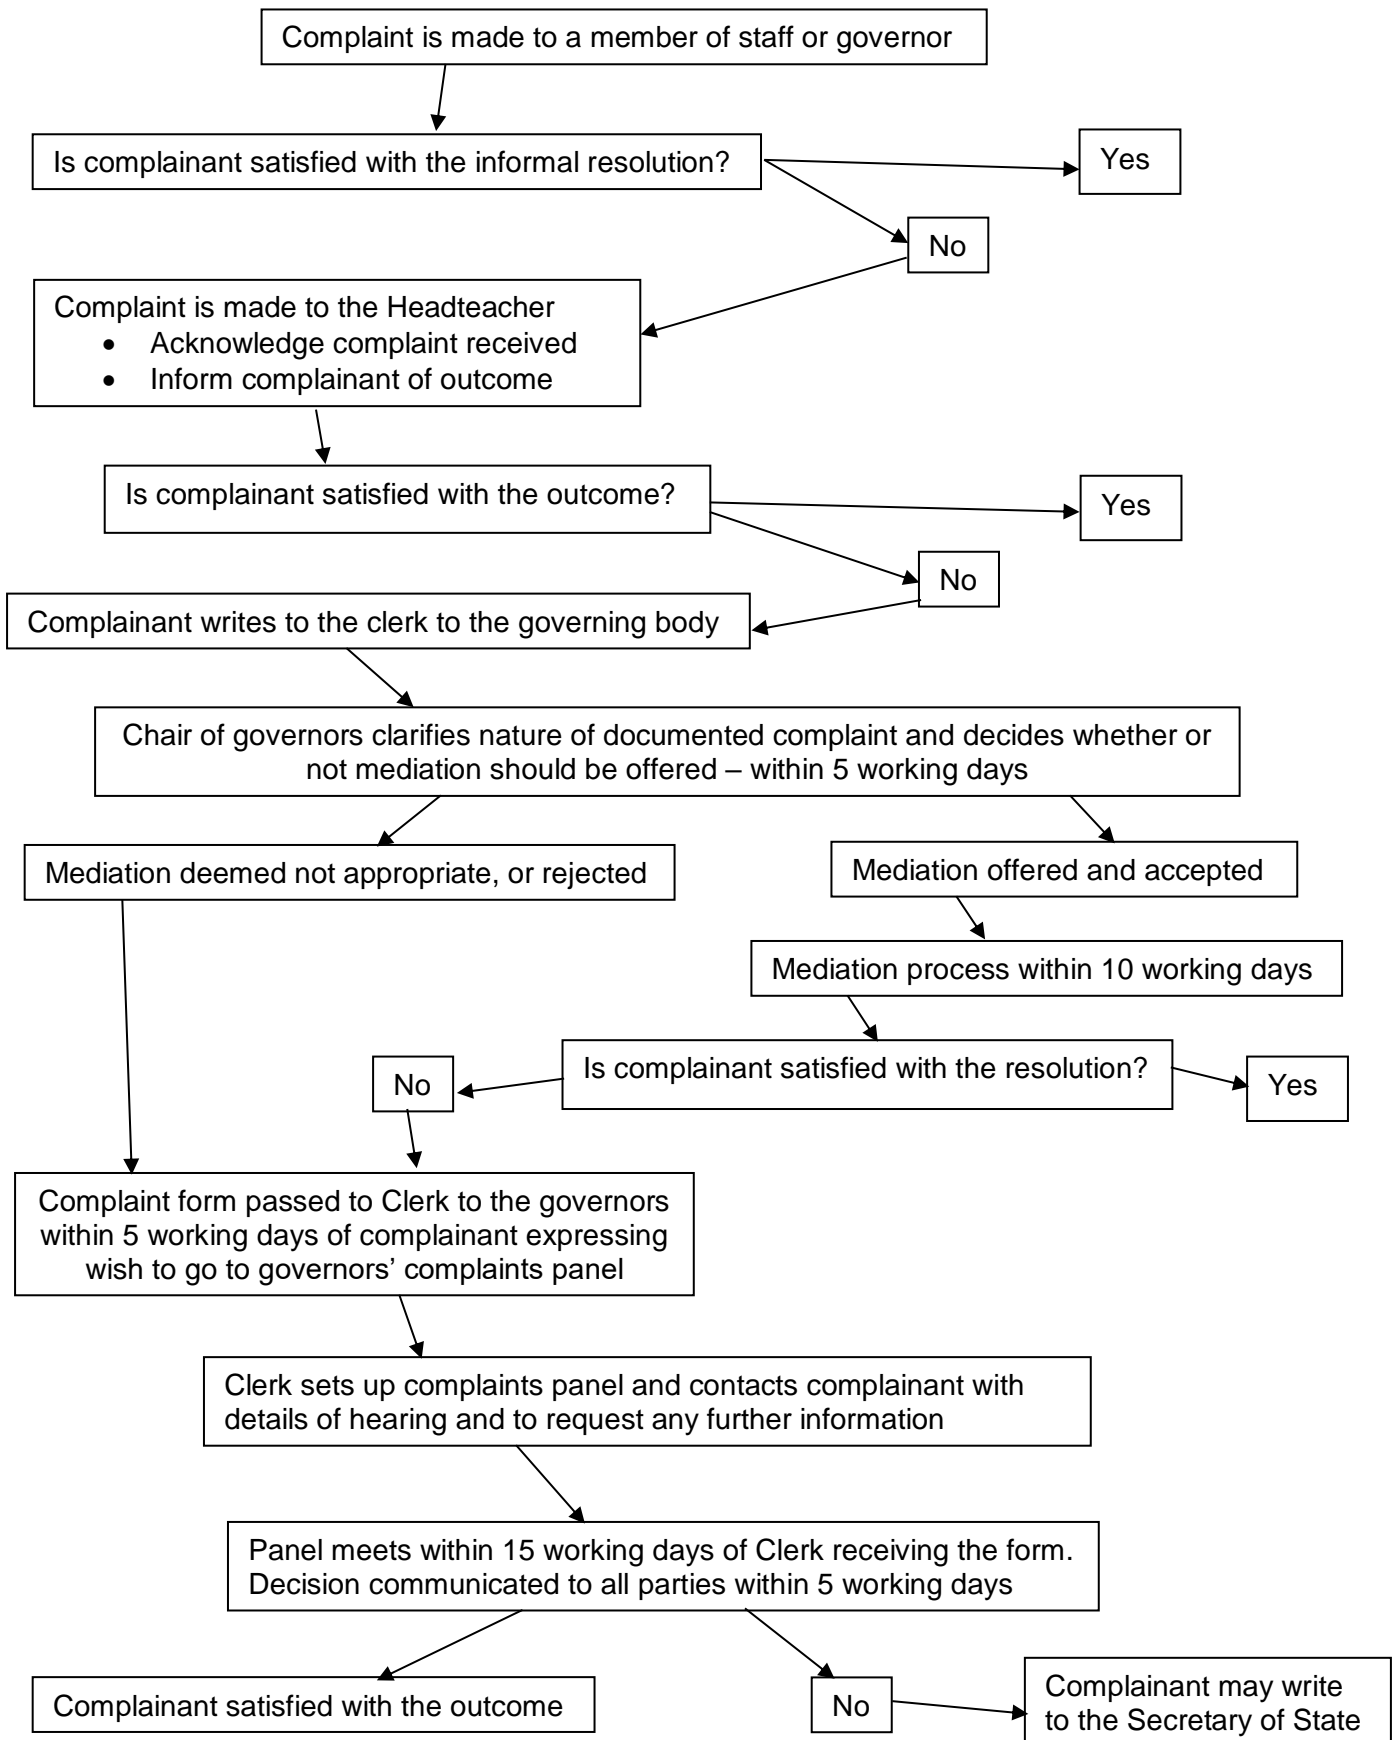 Complaint is made to a member of staff or governor
Is complainant satisfied with the informal resolution?
Yes
No
Complaint is made to the Headteacher
• Acknowledge complaint received
• Inform complainant of outcome
Is complainant satisfied with the outcome?
Yes
No
Complainant writes to the clerk to the governing body
Chair of governors clarifies nature of documented complaint and decides whether or
not mediation should be offered – within 5 working days
Mediation deemed not appropriate, or rejected
Mediation offered and accepted
Mediation process within 10 working days
Is complainant satisfied with the resolution?
No
Yes
Complaint form passed to Clerk to the governors
within 5 working days of complainant expressing
wish to go to governors’ complaints panel
Clerk sets up complaints panel and contacts complainant with
details of hearing and to request any further information
Panel meets within 15 working days of Clerk receiving the form.
Decision communicated to all parties within 5 working days
Complainant satisfied with the outcome
No
Complainant may write
to the Secretary of State